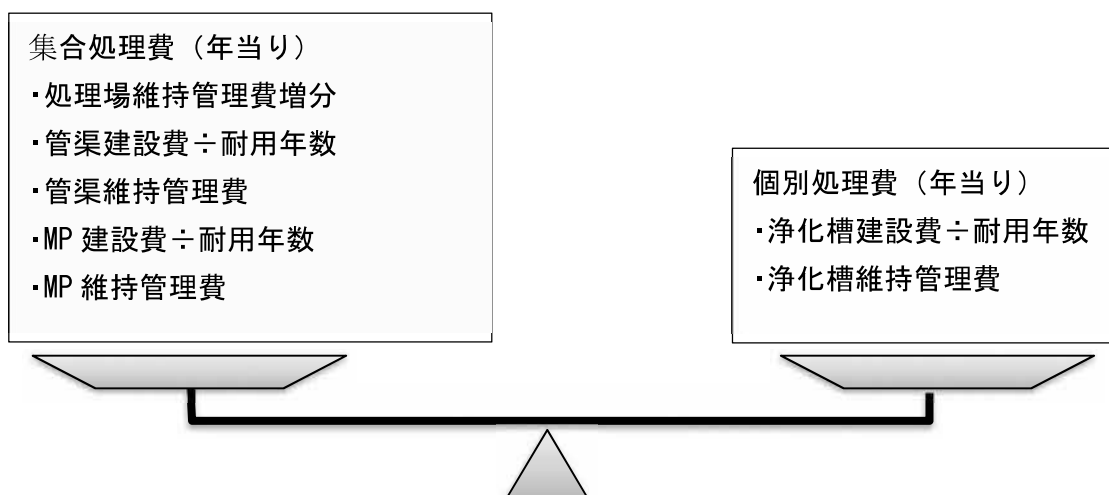 集合処理費（年当り）
・処理場維持管理費増分
・管渠建設費÷耐用年数
・管渠維持管理費
・MP 建設費÷耐用年数
・MP 維持管理費
個別処理費（年当り）
・浄化槽建設費÷耐用年数
・浄化槽維持管理費